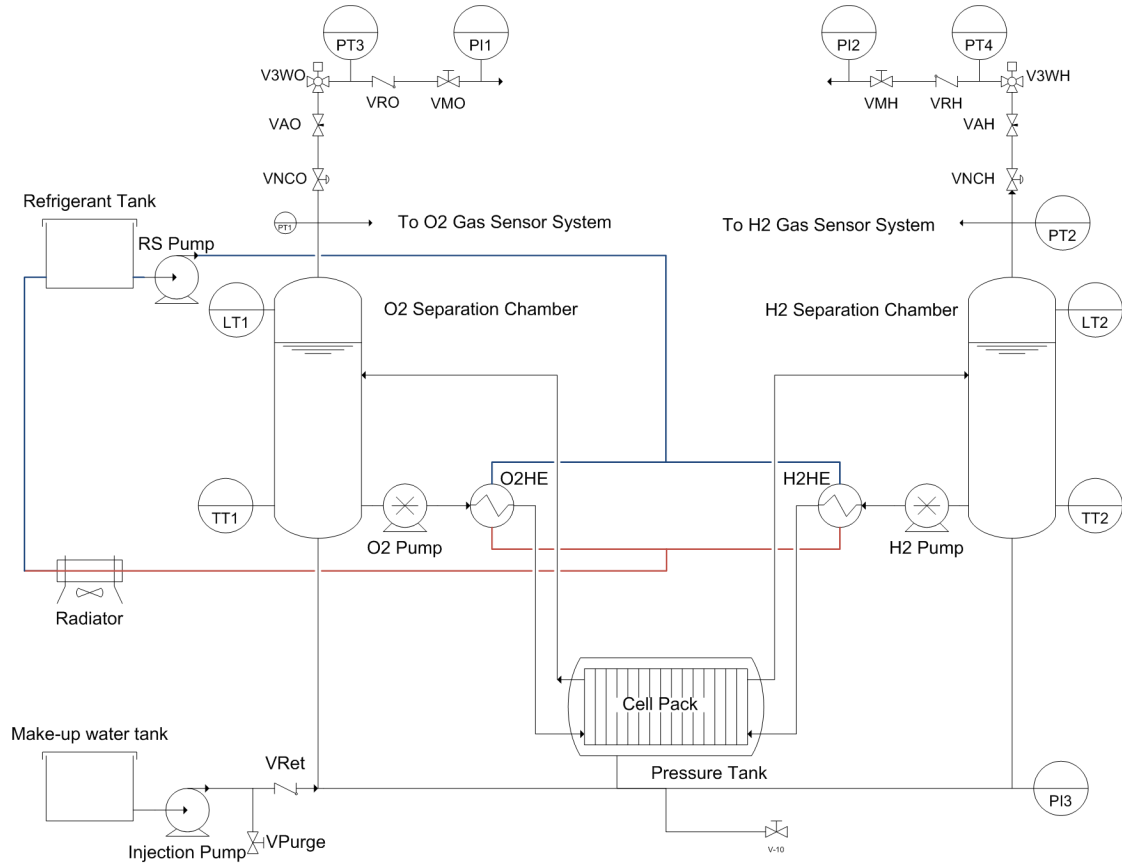 PT3
PI1
PI2
PT4
V3WO
V3WH
VRO
VMO
VMH
VRH
VAO
VAH
VNCO
VNCH
Refrigerant Tank
PT1
To O2 Gas Sensor System
To H2 Gas Sensor System
PT2
RS Pump
LT1
O2 Separation Chamber
H2 Separation Chamber
LT2
O2HE
H2HE
TT1
TT2
O2 Pump
H2 Pump
Radiator
Cell Pack
Make-up water tank
VRet
Pressure Tank
PI3
VPurge
Injection Pump
V-10